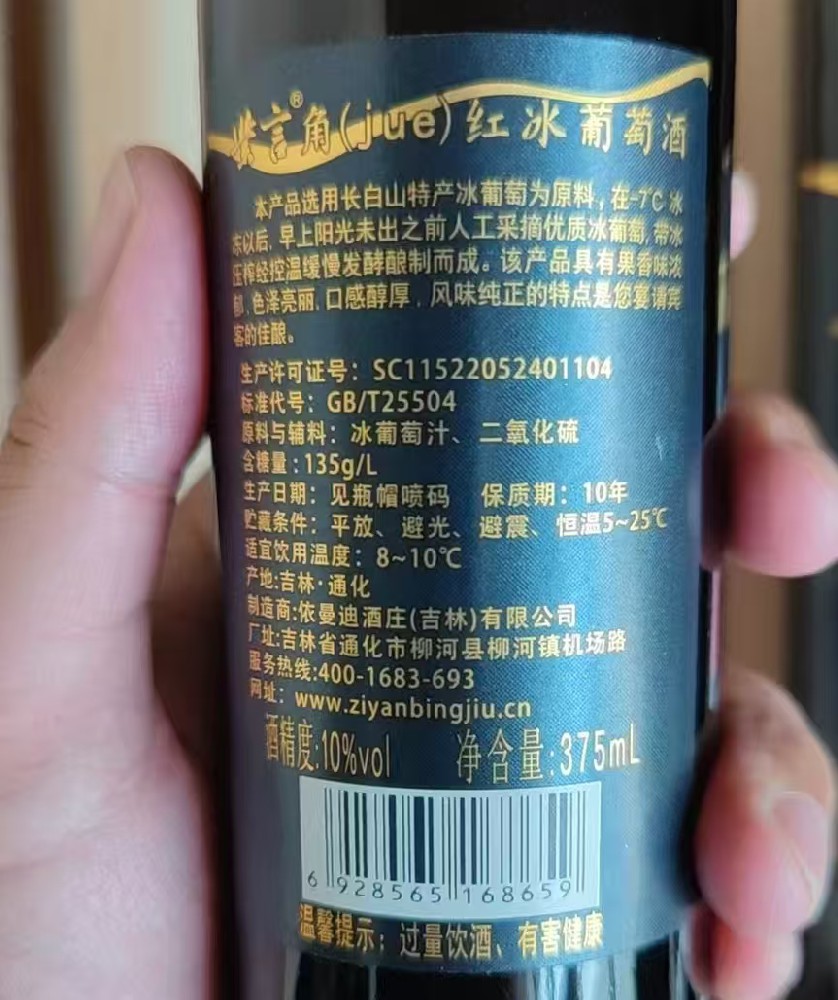 紫言®角(jue)红冰葡萄酒
本产品选用长白山特产冰葡萄为原料,在-7℃冰
冻以后,早上阳光未出之前人工采摘优质冰葡萄,带冰
压榨经控温缓慢发酵酿制而成。该产品具有果香味浓
郁,色泽亮丽,口感醇厚,风味纯正的特点是您宴请宾
客的佳酿。
生产许可证号:SC11522052401104
标准代号:GB/T25504
原料与辅料:冰葡萄汁、二氧化硫
含糖量:135g/L
生产日期:见瓶帽喷码 保质期:10年
贮藏条件:平放、避光、避震、恒温5~25℃
适宜饮用温度:8~10℃
产地:吉林·通化
制造商:依曼迪酒庄(吉林)有限公司
厂址:吉林省通化市柳河县柳河镇机场路
服务热线:400-1683-693
网址:www.ziyanbingjiu.cn
酒精度:10%vol 净含量:375mL
6 928565 168659
温馨提示:过量饮酒、有害健康